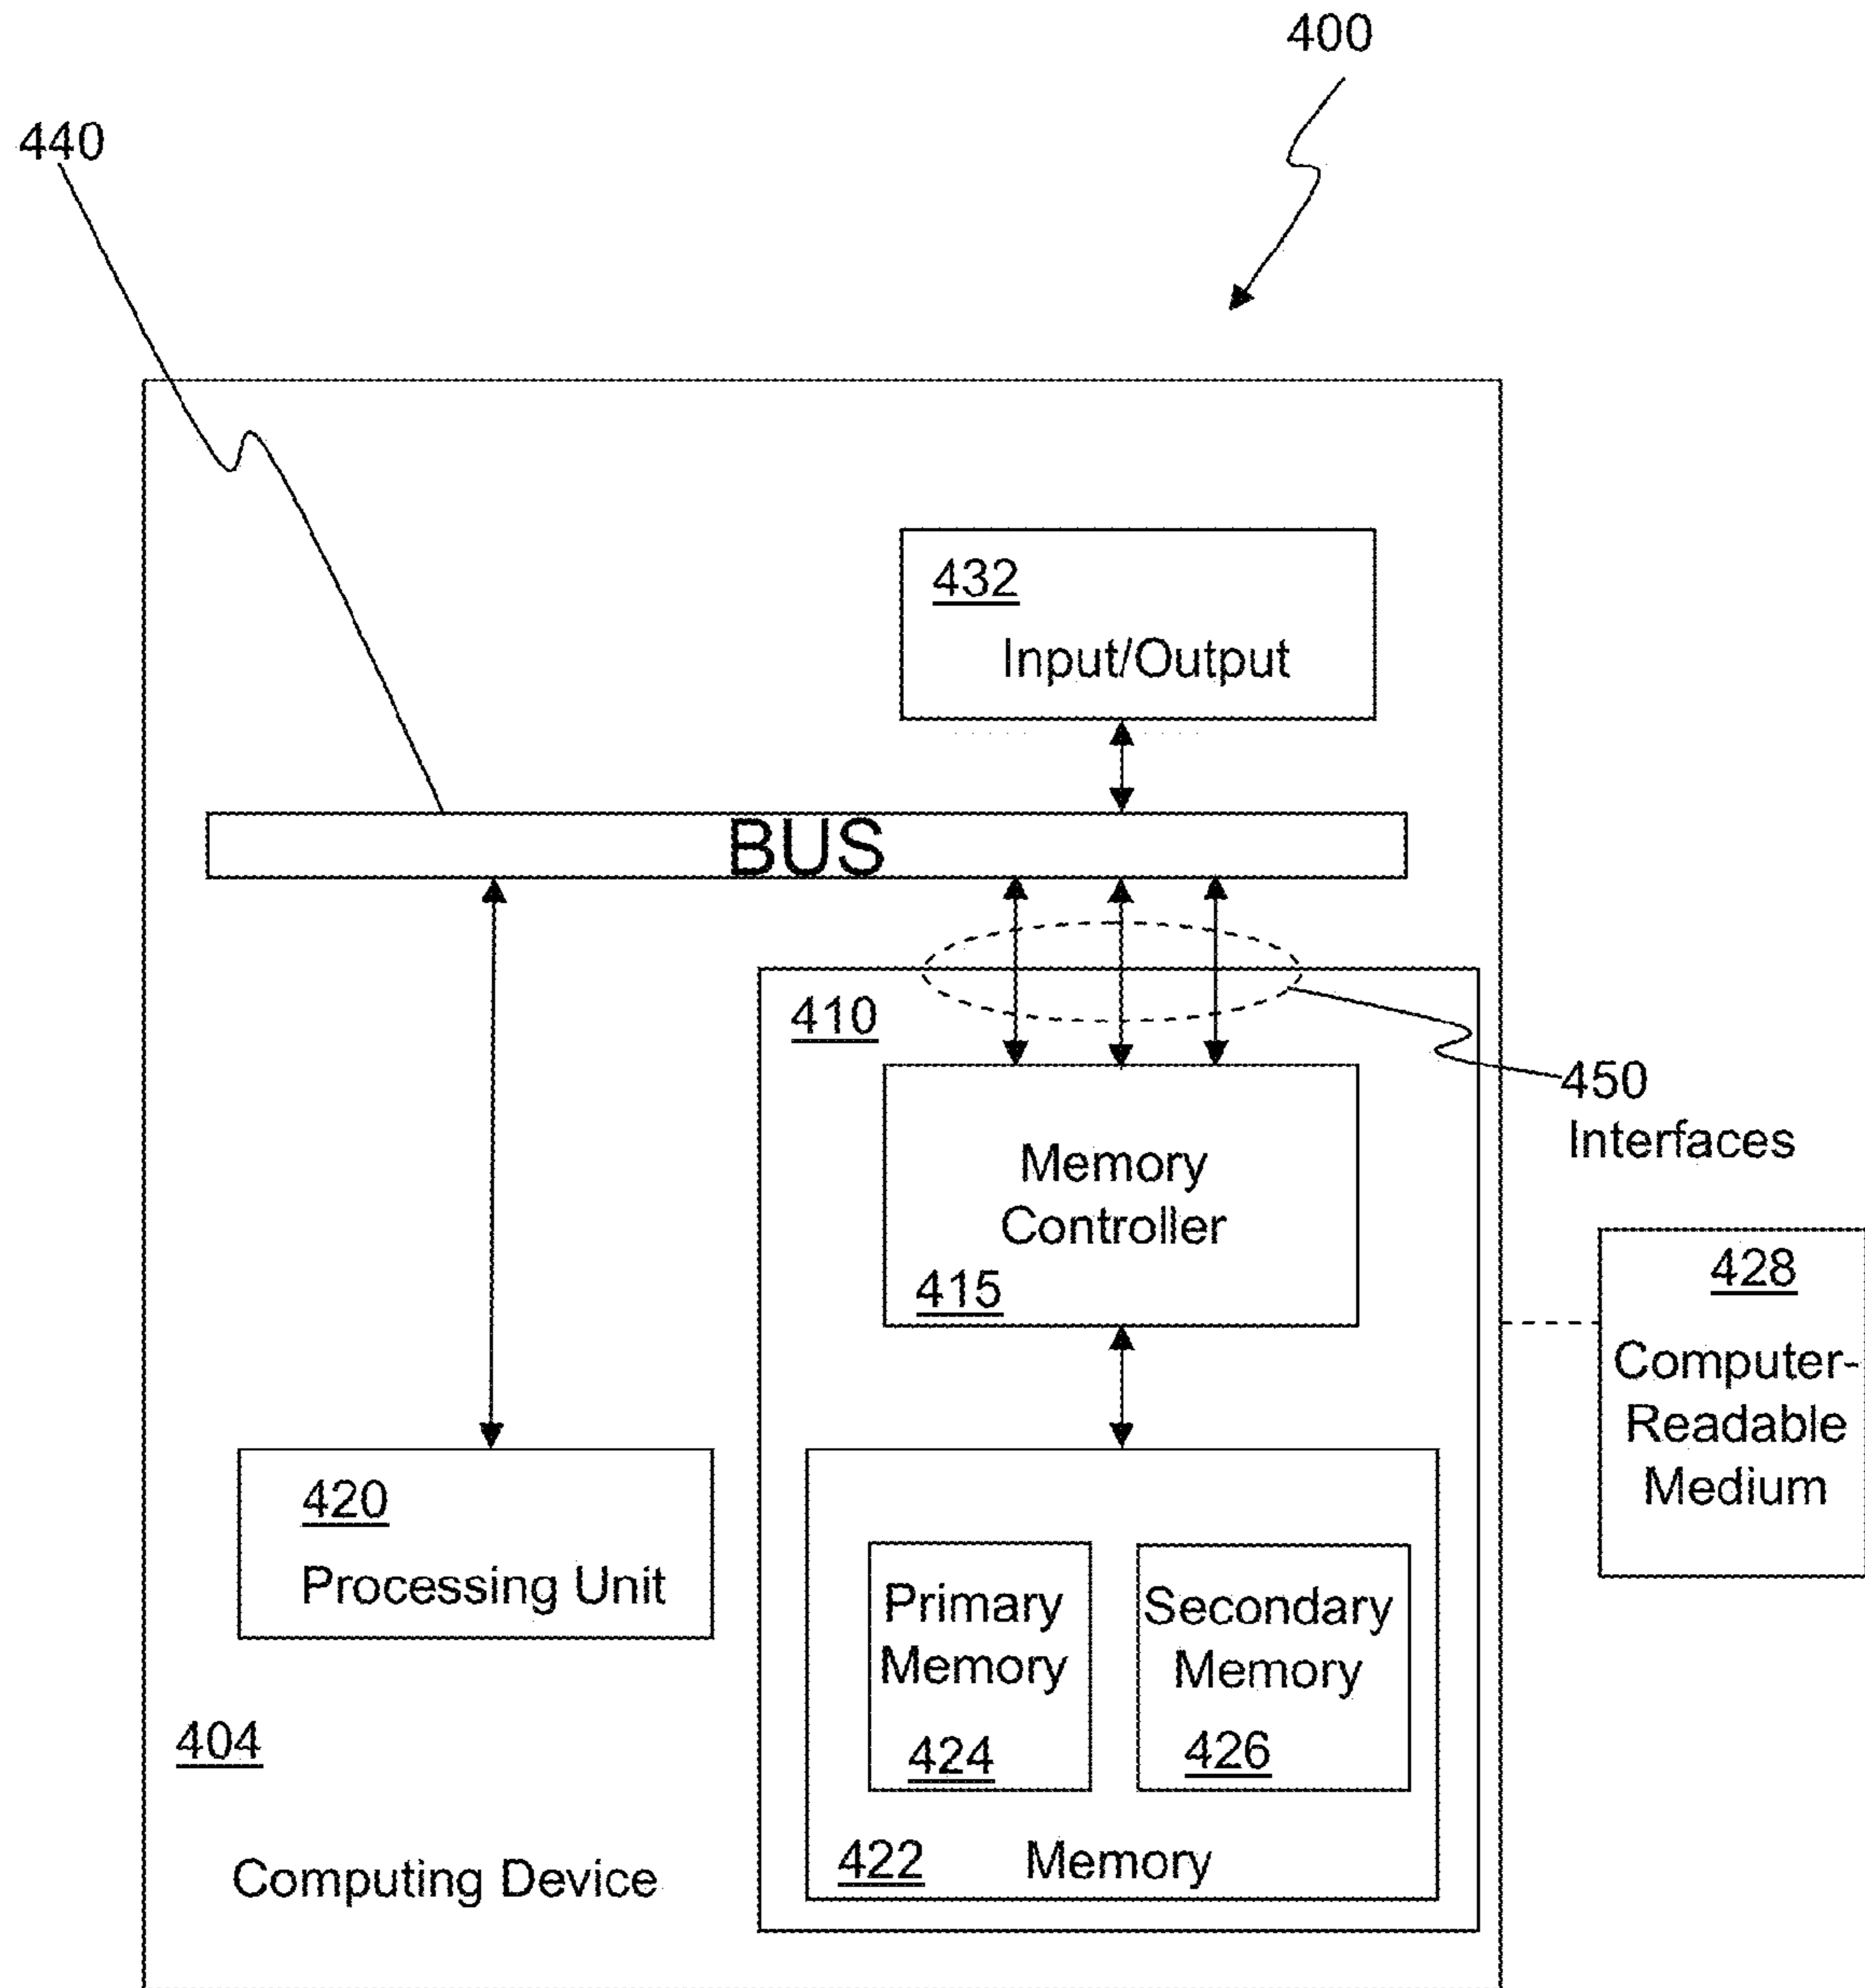 400
440
432
Input/Output
BUS
410
450
Interfaces
Memory
Controller
415
428
Computer-
Readable
Medium
420
Processing Unit
Primary
Memory
424
Secondary
Memory
426
404
422
Memory
Computing Device